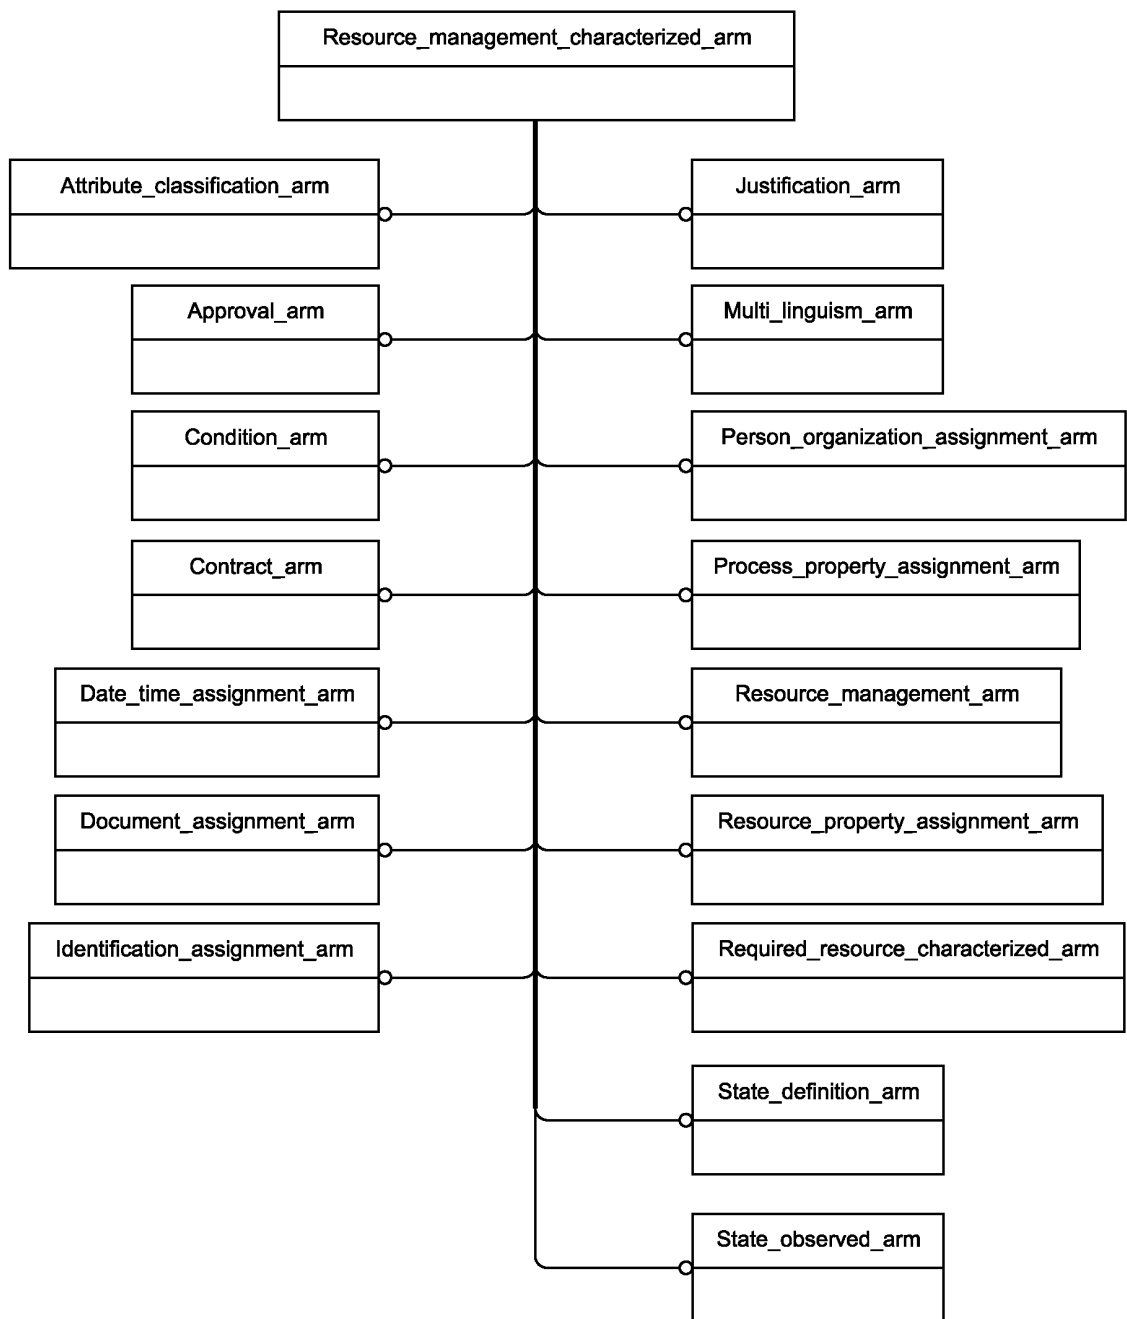 Resource_management_characterized_arm
Attribute_classification_arm
Justification_arm
Approval_arm
Multi_linguism_arm
Condition_arm
Person_organization_assignment_arm
Contract_arm
Process_property_assignment_arm
Date_time_assignment_arm
Resource_management_arm
Document_assignment_arm
Resource_property_assignment_arm
Identification_assignment_arm
Required_resource_characterized_arm
State_definition_arm
State_observed_arm